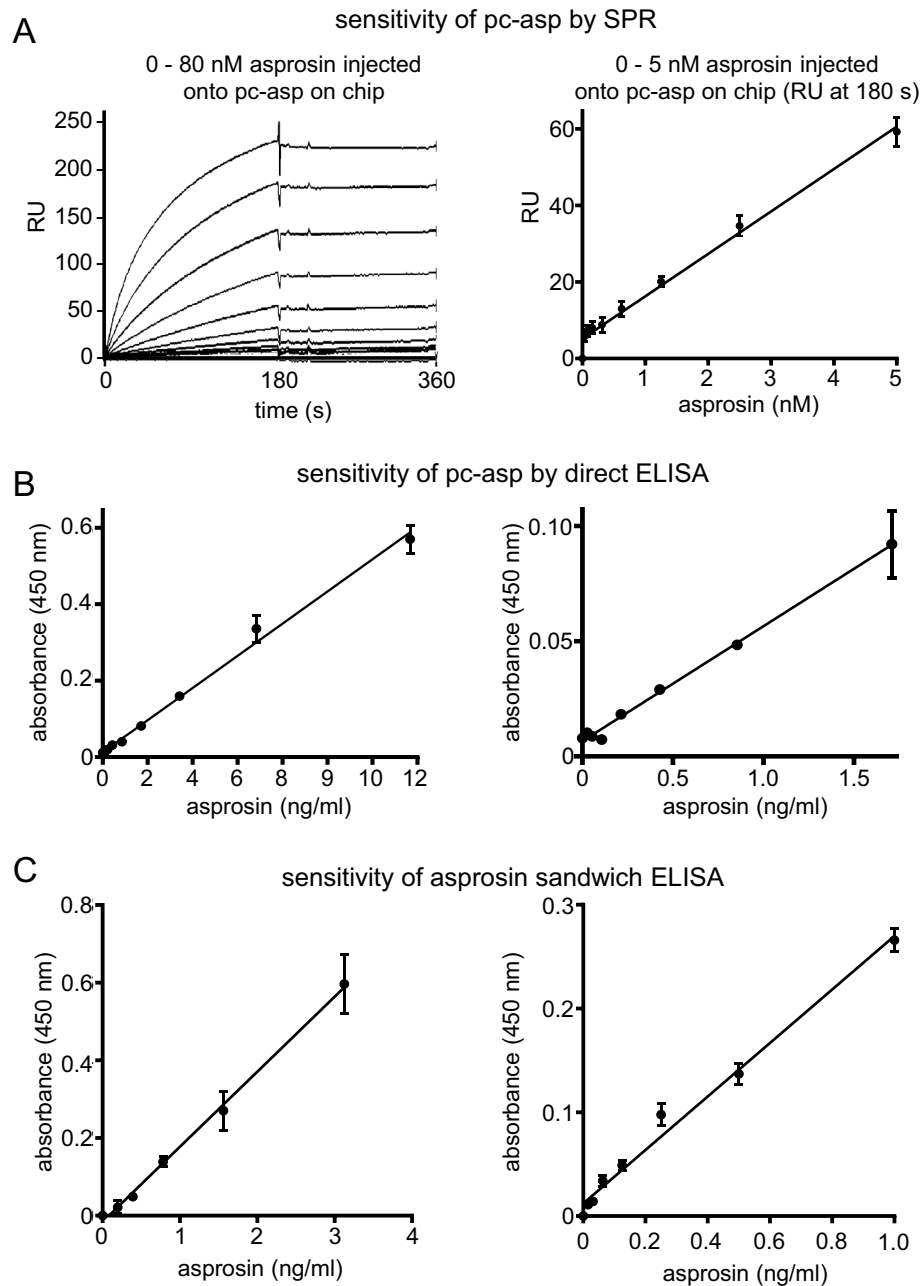 A
sensitivity of pc-asp by SPR
0 - 80 nM asprosin injected
onto pc-asp on chip
250
200
150
100
50
0
RU
0
180
360
time (s)
0 - 5 nM asprosin injected
onto pc-asp on chip (RU at 180 s)
60
40
20
0
RU
0
1
2
3
4
5
asprosin (nM)
B
sensitivity of pc-asp by direct ELISA
absorbance (450 nm)
0.6
0.4
0.2
0
0
2
4
6
8
10
12
asprosin (ng/ml)
absorbance (450 nm)
0.10
0.05
0
0
0.5
1.0
1.5
asprosin (ng/ml)
C
sensitivity of asprosin sandwich ELISA
absorbance (450 nm)
0.8
0.6
0.4
0.2
0
0
1
2
3
4
asprosin (ng/ml)
absorbance (450 nm)
0.3
0.2
0.1
0
0
0.2
0.4
0.6
0.8
1.0
asprosin (ng/ml)